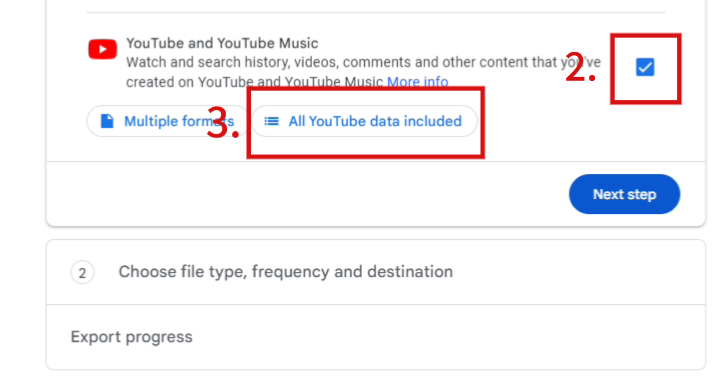 YouTube and YouTube Music
Watch and search history, videos, comments and other content that you've
created on YouTube and YouTube Music More info
2.
Multiple formats
3.
All YouTube data included
Next step
2 Choose file type, frequency and destination
Export progress